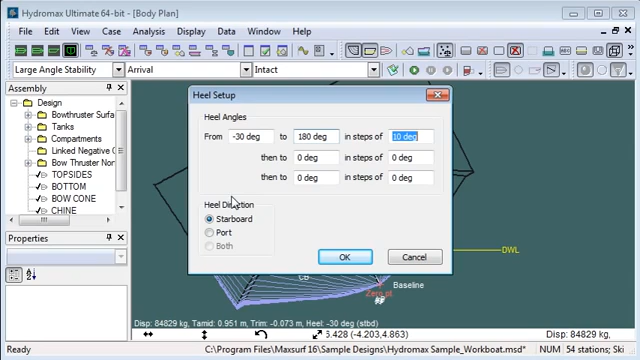 Hydromax Ultimate 64-bit - [Body Plan]
File Edit View Case Analysis Display Data Window Help
Large Angle Stability Arrival Intact
Assembly
Design
Bowthruster Surfa
Tanks
Compartments
Linked Negative C
Bow Thruster Nor
TOPSIDES
BOTTOM
BOW CONE
CHINE
Properties
Heel Setup
Heel Angles
From -30 deg to 180 deg in steps of 10 deg
then to 0 deg in steps of 0 deg
then to 0 deg in steps of 0 deg
Heel Direction
Starboard
Port
Both
OK Cancel
DWL
CB
Baseline
Zero pt.
Disp: 84829 kg, Tamid: 0.951 m, Trim: -0.073 m, Heel: -30 deg (stbd)
5.428 (-4.203,4.863) Disp: 84829 kg,
Ready C:\Program Files\Maxsurf 16\Sample Designs\Hydromax Sample_Workboat.msd* NUM 54 stations; Ski